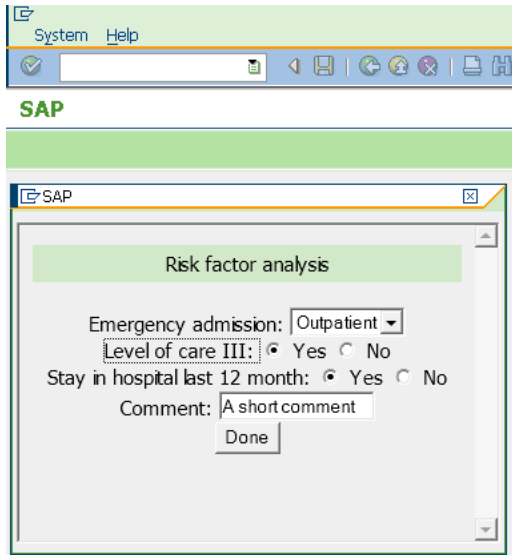 System Help
SAP
SAP
Risk factor analysis
Emergency admission: Outpatient
Level of care III: Yes No
Stay in hospital last 12 month: Yes No
Comment: A short comment
Done